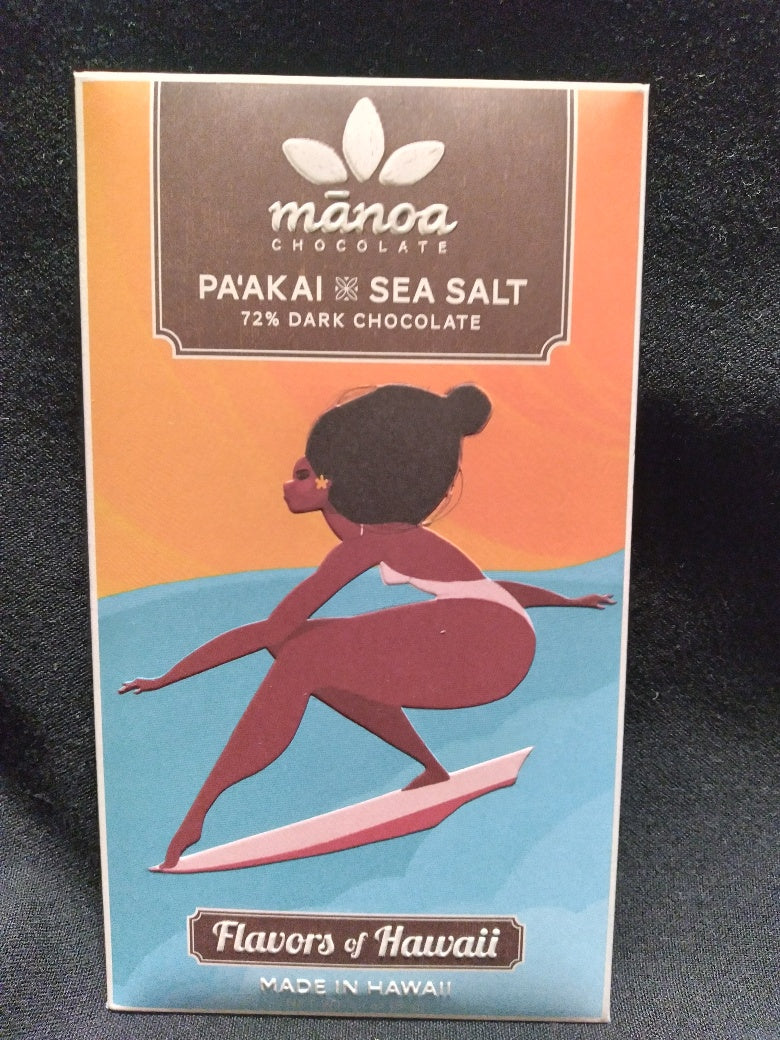 mānoa
CHOCOLATE
PA'AKAI SEA SALT
72% DARK CHOCOLATE
Flavors of Hawaii
MADE IN HAWAII